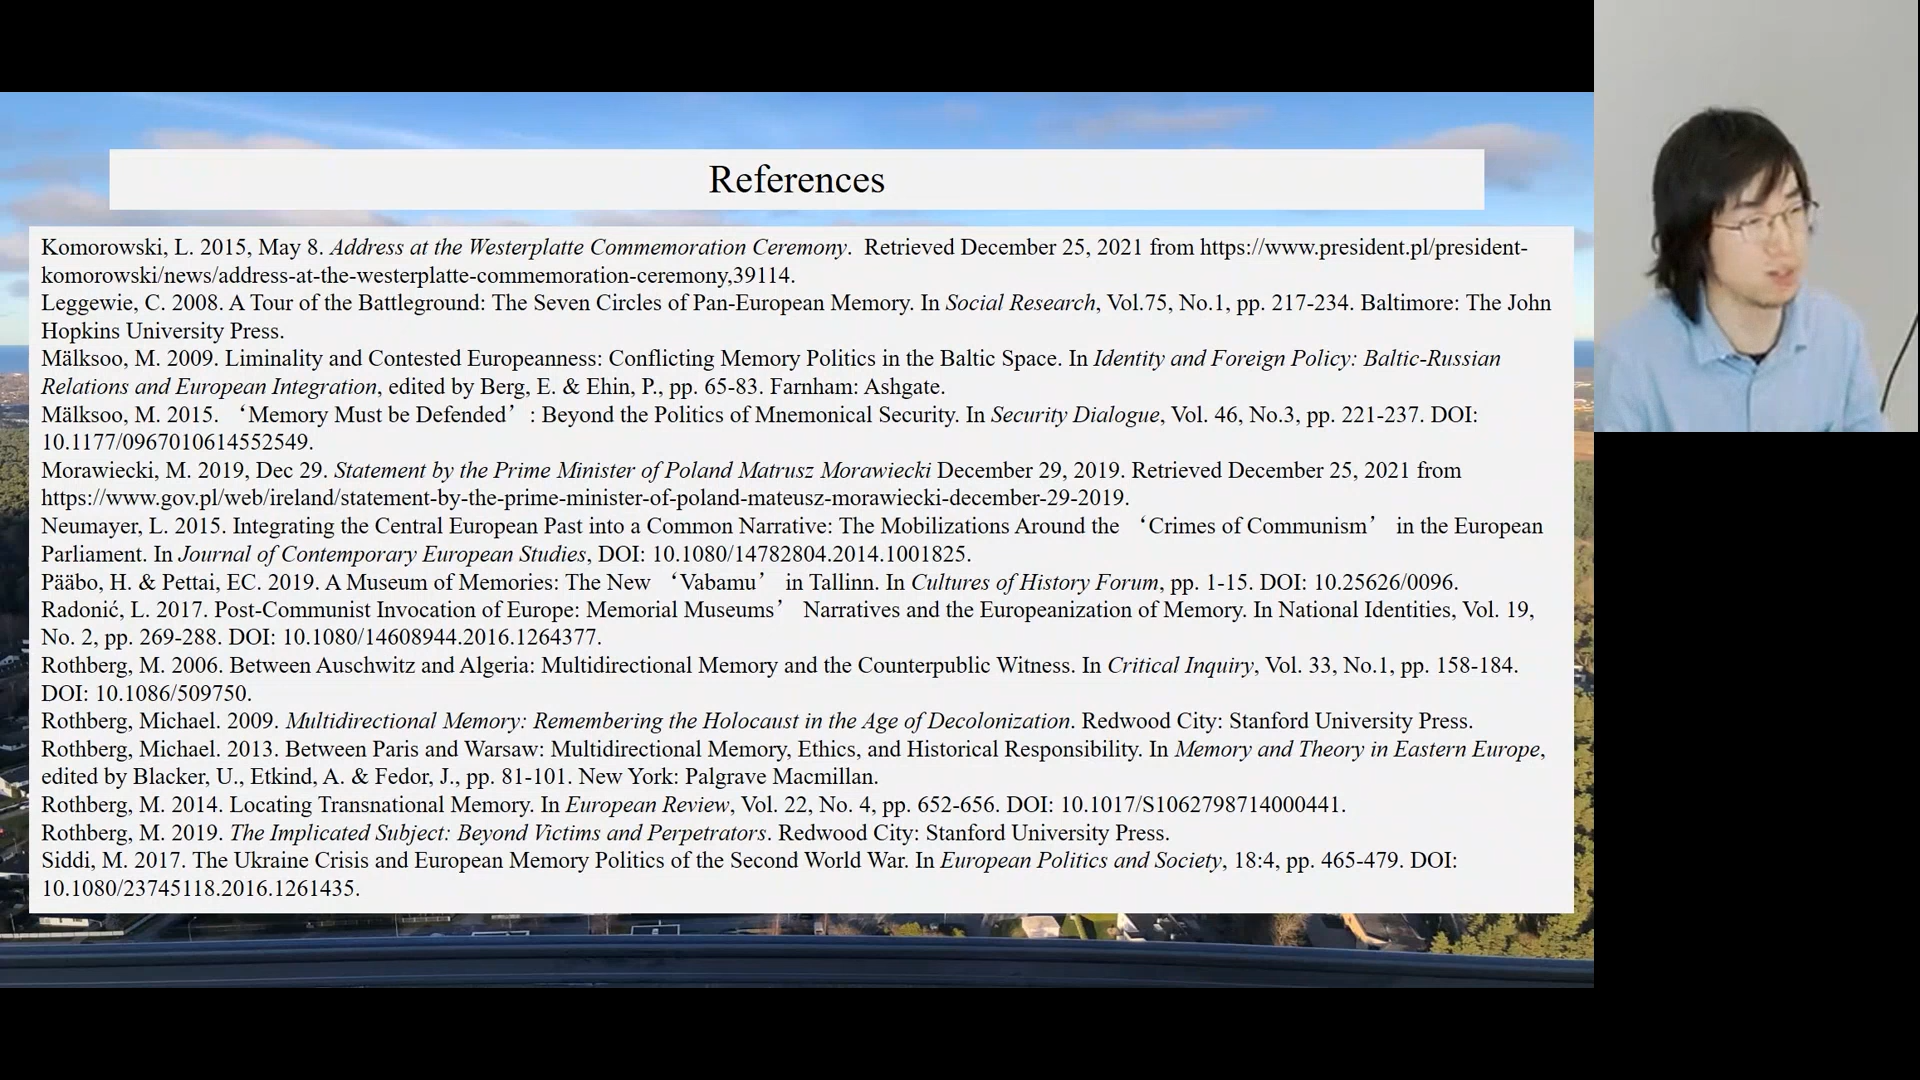 References
Komorowski, L. 2015, May 8. Address at the Westerplatte Commemoration Ceremony.  Retrieved December 25, 2021 from https://www.president.pl/president-
komorowski/news/address-at-the-westerplatte-commemoration-ceremony,39114.
Leggewie, C. 2008. A Tour of the Battleground: The Seven Circles of Pan-European Memory. In Social Research, Vol.75, No.1, pp. 217-234. Baltimore: The John
Hopkins University Press.
Mälksoo, M. 2009. Liminality and Contested Europeanness: Conflicting Memory Politics in the Baltic Space. In Identity and Foreign Policy: Baltic-Russian
Relations and European Integration, edited by Berg, E. & Ehin, P., pp. 65-83. Farnham: Ashgate.
Mälksoo, M. 2015. ‘Memory Must be Defended’: Beyond the Politics of Mnemonical Security. In Security Dialogue, Vol. 46, No.3, pp. 221-237. DOI:
10.1177/0967010614552549.
Morawiecki, M. 2019, Dec 29. Statement by the Prime Minister of Poland Matrusz Morawiecki December 29, 2019. Retrieved December 25, 2021 from
https://www.gov.pl/web/ireland/statement-by-the-prime-minister-of-poland-mateusz-morawiecki-december-29-2019.
Neumayer, L. 2015. Integrating the Central European Past into a Common Narrative: The Mobilizations Around the ‘Crimes of Communism’ in the European
Parliament. In Journal of Contemporary European Studies, DOI: 10.1080/14782804.2014.1001825.
Pääbo, H. & Pettai, EC. 2019. A Museum of Memories: The New ‘Vabamu’ in Tallinn. In Cultures of History Forum, pp. 1-15. DOI: 10.25626/0096.
Radonić, L. 2017. Post-Communist Invocation of Europe: Memorial Museums’ Narratives and the Europeanization of Memory. In National Identities, Vol. 19,
No. 2, pp. 269-288. DOI: 10.1080/14608944.2016.1264377.
Rothberg, M. 2006. Between Auschwitz and Algeria: Multidirectional Memory and the Counterpublic Witness. In Critical Inquiry, Vol. 33, No.1, pp. 158-184.
DOI: 10.1086/509750.
Rothberg, Michael. 2009. Multidirectional Memory: Remembering the Holocaust in the Age of Decolonization. Redwood City: Stanford University Press.
Rothberg, Michael. 2013. Between Paris and Warsaw: Multidirectional Memory, Ethics, and Historical Responsibility. In Memory and Theory in Eastern Europe,
edited by Blacker, U., Etkind, A. & Fedor, J., pp. 81-101. New York: Palgrave Macmillan.
Rothberg, M. 2014. Locating Transnational Memory. In European Review, Vol. 22, No. 4, pp. 652-656. DOI: 10.1017/S1062798714000441.
Rothberg, M. 2019. The Implicated Subject: Beyond Victims and Perpetrators. Redwood City: Stanford University Press.
Siddi, M. 2017. The Ukraine Crisis and European Memory Politics of the Second World War. In European Politics and Society, 18:4, pp. 465-479. DOI:
10.1080/23745118.2016.1261435.